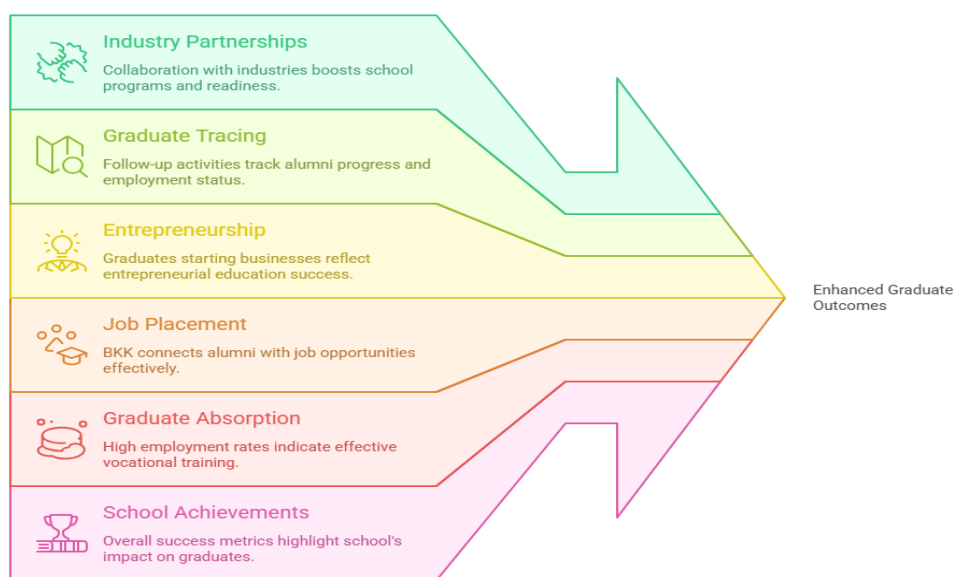 Industry Partnerships
Collaboration with industries boosts school
programs and readiness.
Graduate Tracing
Follow-up activities track alumni progress and
employment status.
Entrepreneurship
Graduates starting businesses reflect
entrepreneurial education success.
Job Placement
BKK connects alumni with job opportunities
effectively.
Graduate Absorption
High employment rates indicate effective
vocational training.
School Achievements
Overall success metrics highlight school's
impact on graduates.
Enhanced Graduate
Outcomes